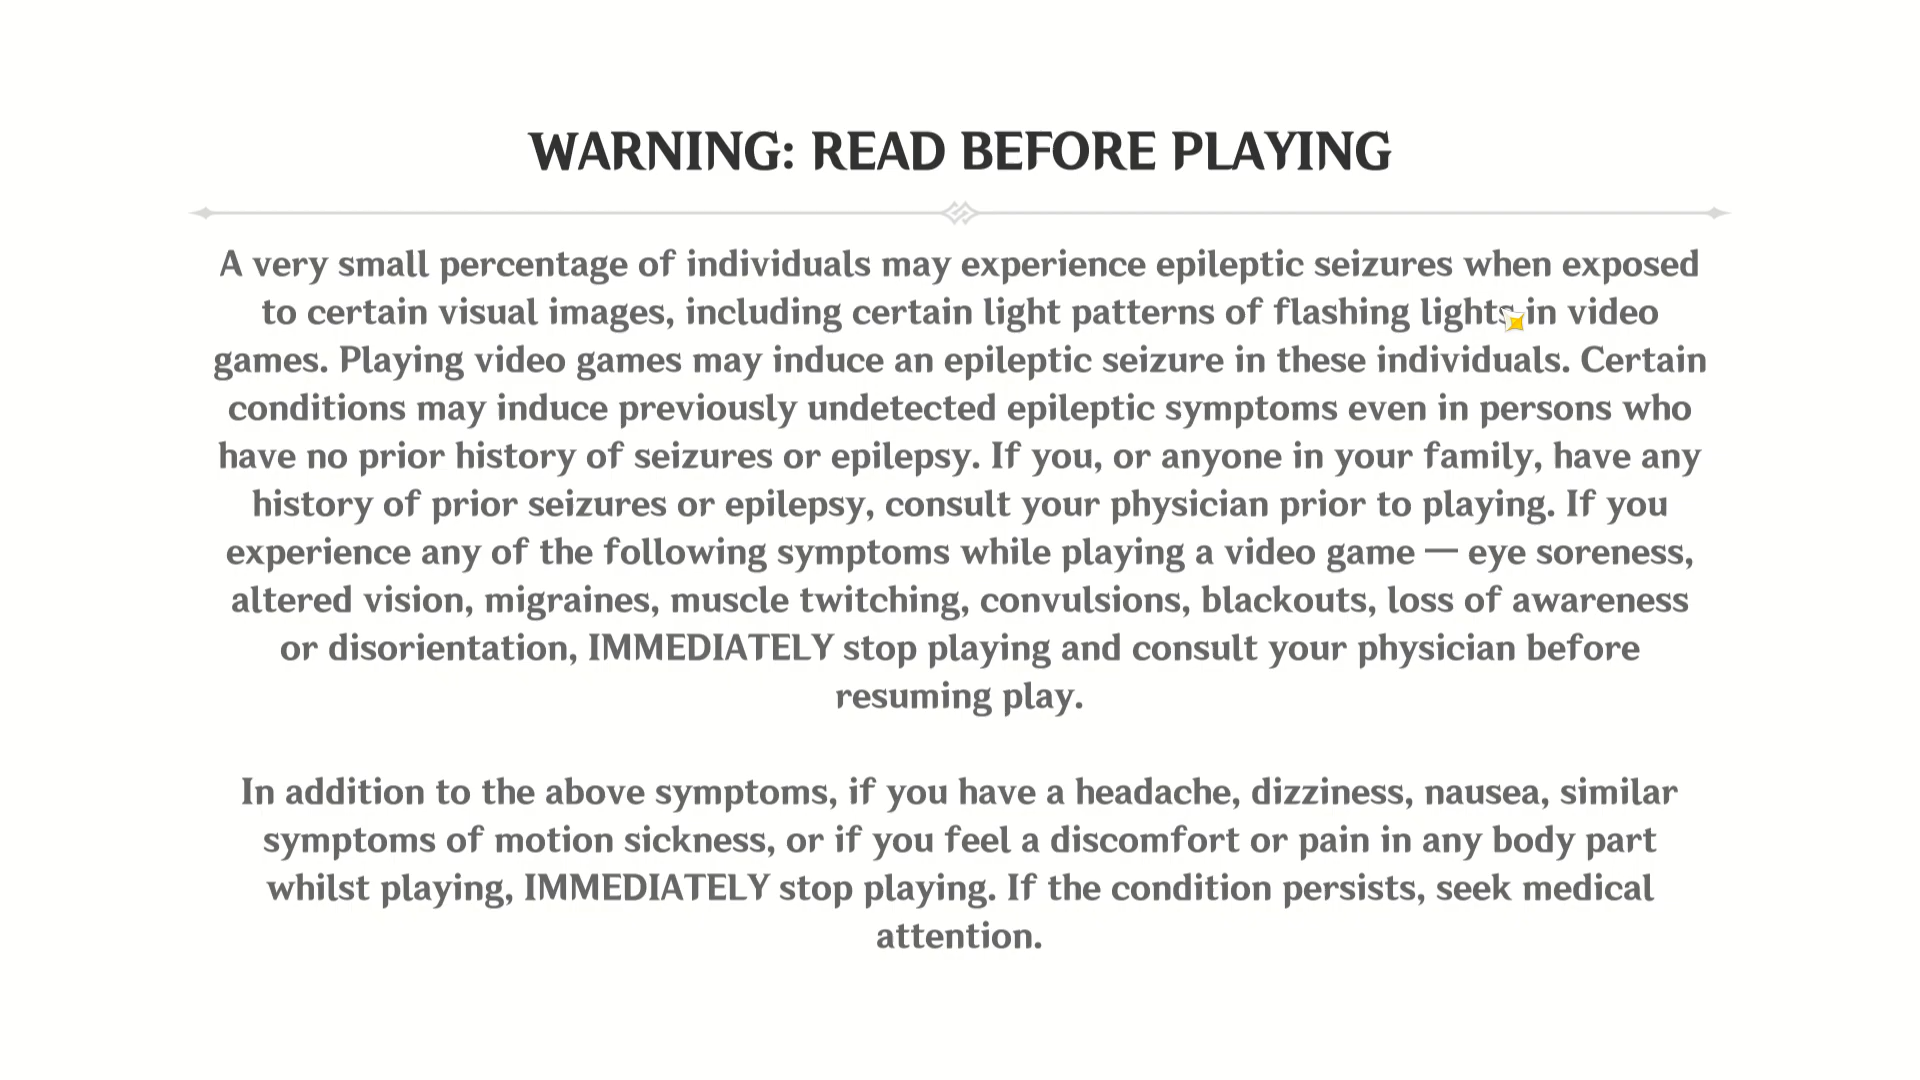 WARNING: READ BEFORE PLAYING
A very small percentage of individuals may experience epileptic seizures when exposed
to certain visual images, including certain light patterns of flashing lights in video
games. Playing video games may induce an epileptic seizure in these individuals. Certain
conditions may induce previously undetected epileptic symptoms even in persons who
have no prior history of seizures or epilepsy. If you, or anyone in your family, have any
history of prior seizures or epilepsy, consult your physician prior to playing. If you
experience any of the following symptoms while playing a video game — eye soreness,
altered vision, migraines, muscle twitching, convulsions, blackouts, loss of awareness
or disorientation, IMMEDIATELY stop playing and consult your physician before
resuming play.
In addition to the above symptoms, if you have a headache, dizziness, nausea, similar
symptoms of motion sickness, or if you feel a discomfort or pain in any body part
whilst playing, IMMEDIATELY stop playing. If the condition persists, seek medical
attention.